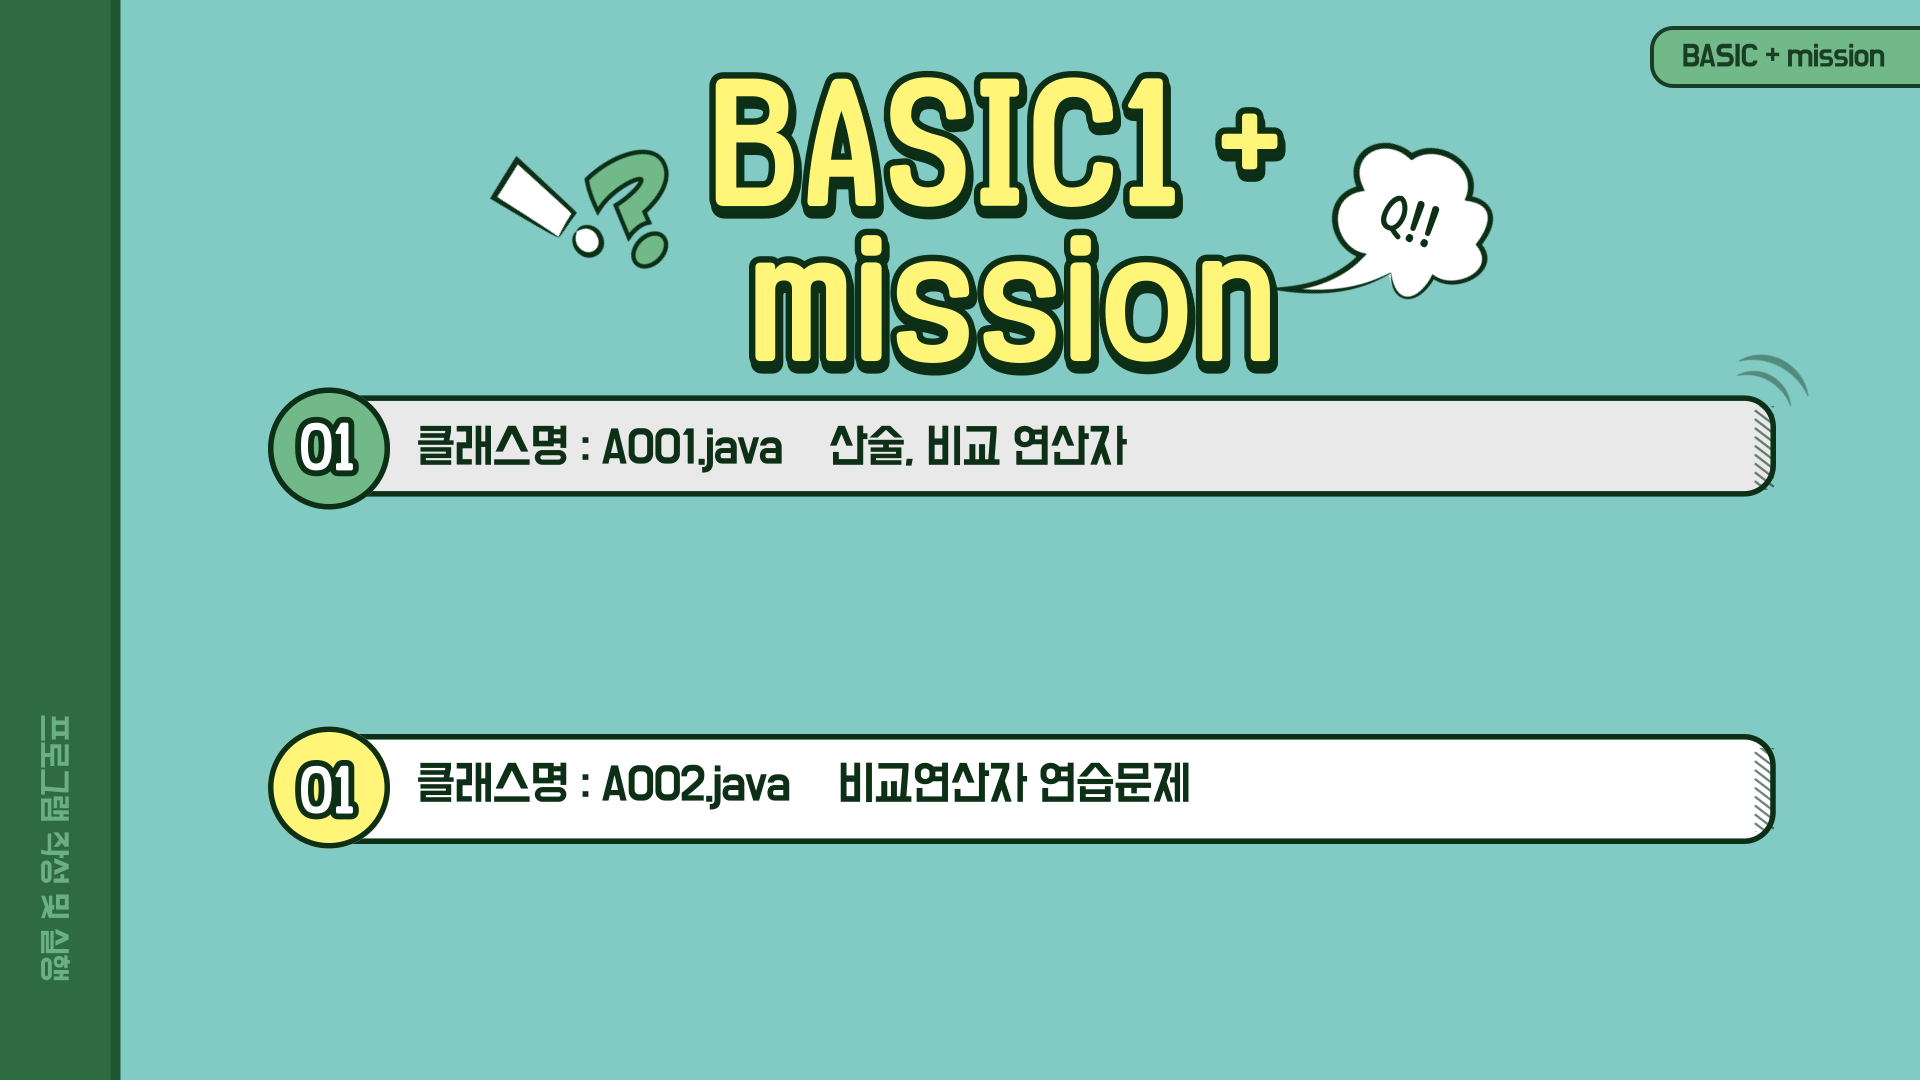 BASIC + mission
BASIC1 +
mission
!?
Q!!
01
클래스명 : A001.java 산술, 비교 연산자
01
클래스명 : A002.java 비교연산자 연습문제
프로그램 작성 및 실행